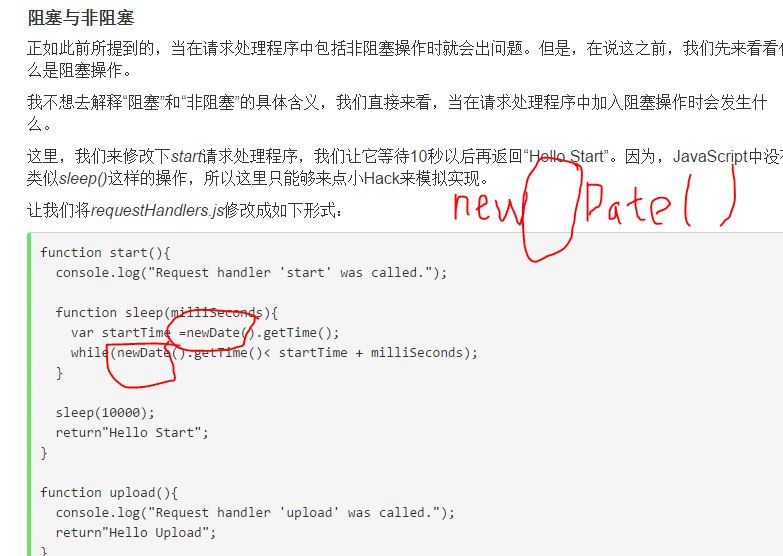 阻塞与非阻塞
正如此前所提到的，当在请求处理程序中包括非阻塞操作时就会出问题。但是，在说这之前，我们先来看看
么是阻塞操作。
我不想去解释“阻塞”和“非阻塞”的具体含义，我们直接来看，当在请求处理程序中加入阻塞操作时会发生什
么。
这里，我们来修改下start请求处理程序，我们让它等待10秒以后再返回“Hello Start”。因为，JavaScript中没
类似sleep()这样的操作，所以这里只能够来点小Hack来模拟实现。
new Date()
让我们将requestHandlers.js修改成如下形式：
function start(){
console.log("Request handler 'start' was called.");
function sleep(milliSeconds){
var startTime =newDate().getTime();
while(newDate().getTime()< startTime + milliSeconds);
}
sleep(10000);
return"Hello Start";
}
function upload(){
console.log("Request handler 'upload' was called.");
return"Hello Upload";
}